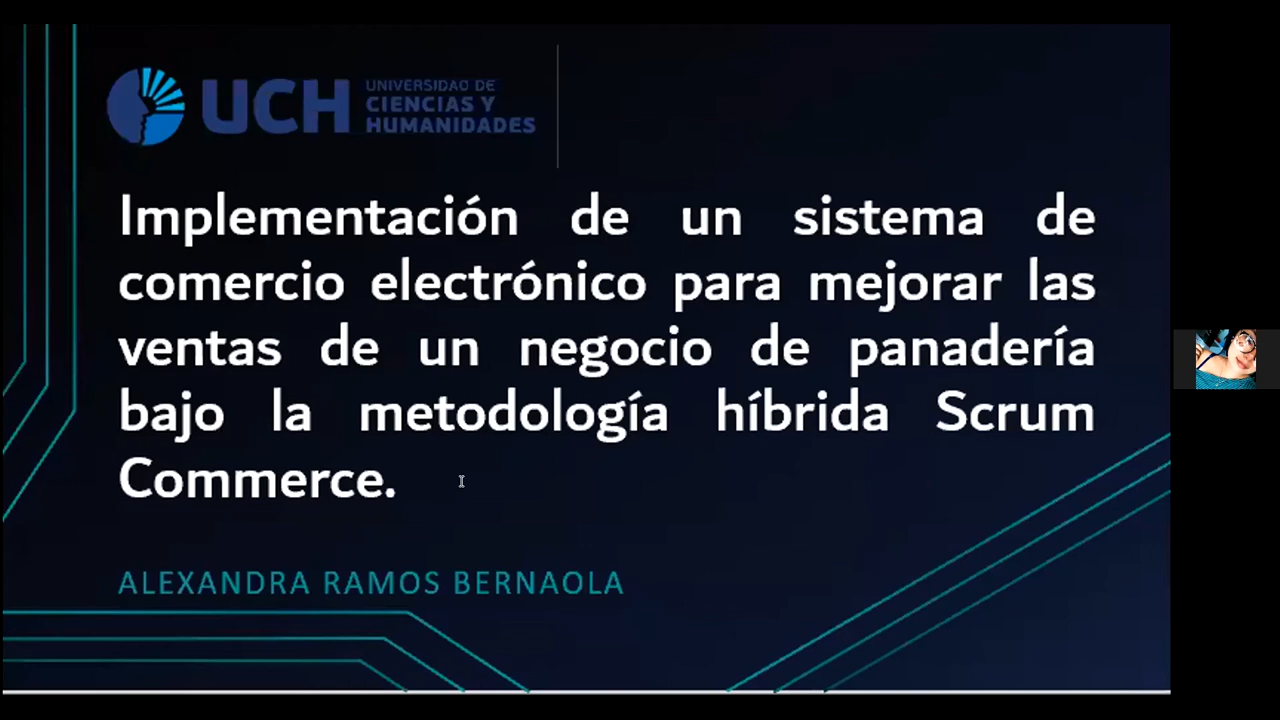 UCH
UNIVERSIDAD DE
CIENCIAS Y
HUMANIDADES
Implementación de un sistema de
comercio electrónico para mejorar las
ventas de un negocio de panadería
bajo la metodología híbrida Scrum
Commerce.
ALEXANDRA RAMOS BERNAOLA